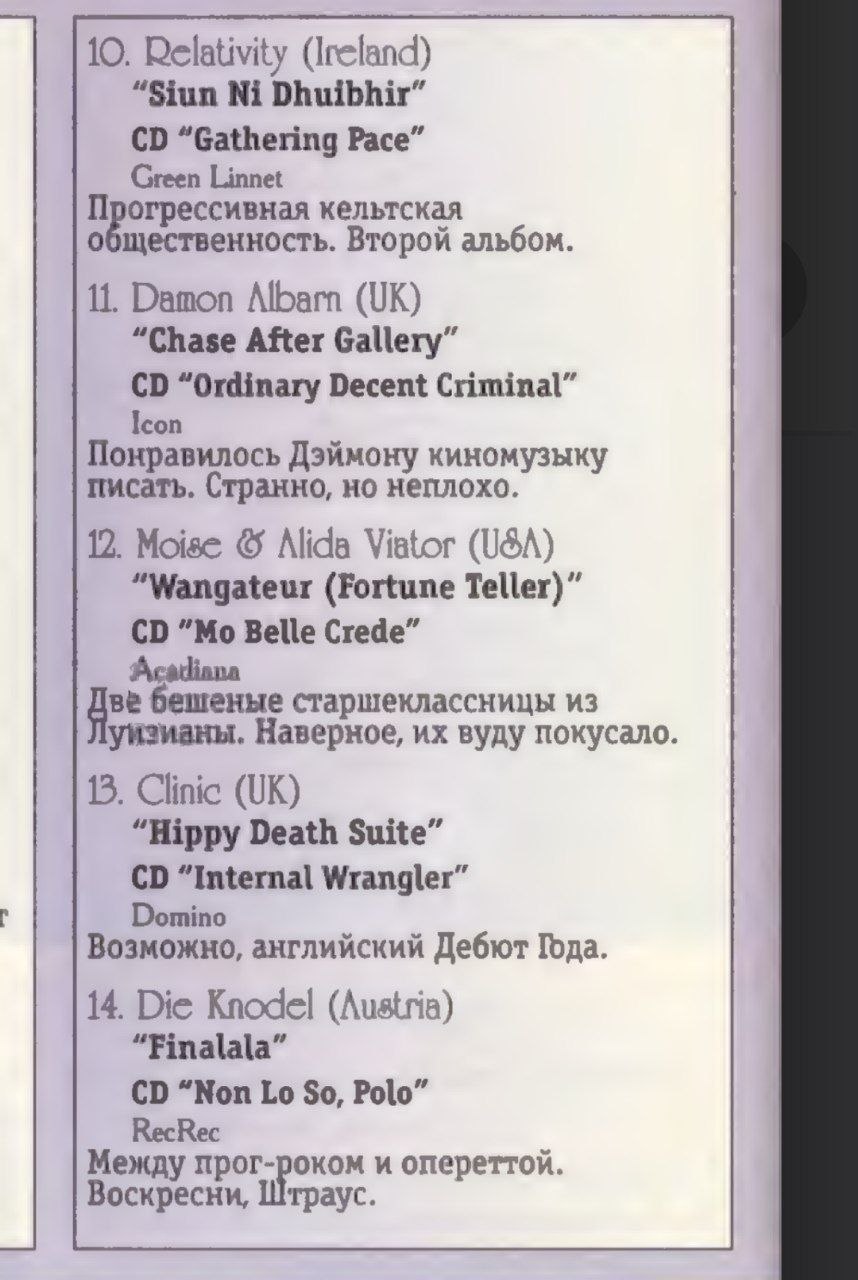 10. Relativity (Ireland)
"Siun Ni Dhuibhir"
CD "Gathering Pace"
Green Linnet
Прогрессивная кельтская
общественность. Второй альбом.
11. Damon Albarn (UK)
"Chase After Gallery"
CD "Ordinary Decent Criminal"
Icon
Понравилось Дэймону киномузыку
писать. Странно, но неплохо.
12. Moise & Alida Viator (USA)
"Wangateur (Fortune Teller)"
CD "Mo Belle Crede"
Acadiana
Две бешеные старшеклассницы из
Луизианы. Наверное, их вуду покусало.
13. Clinic (UK)
"Hippy Death Suite"
CD "Internal Wrangler"
Domino
Возможно, английский Дебют Года.
14. Die Knodel (Austria)
"Finalala"
CD "Non Lo So, Polo"
RecRec
Между прог-роком и опереттой.
Воскресни, Штраус.